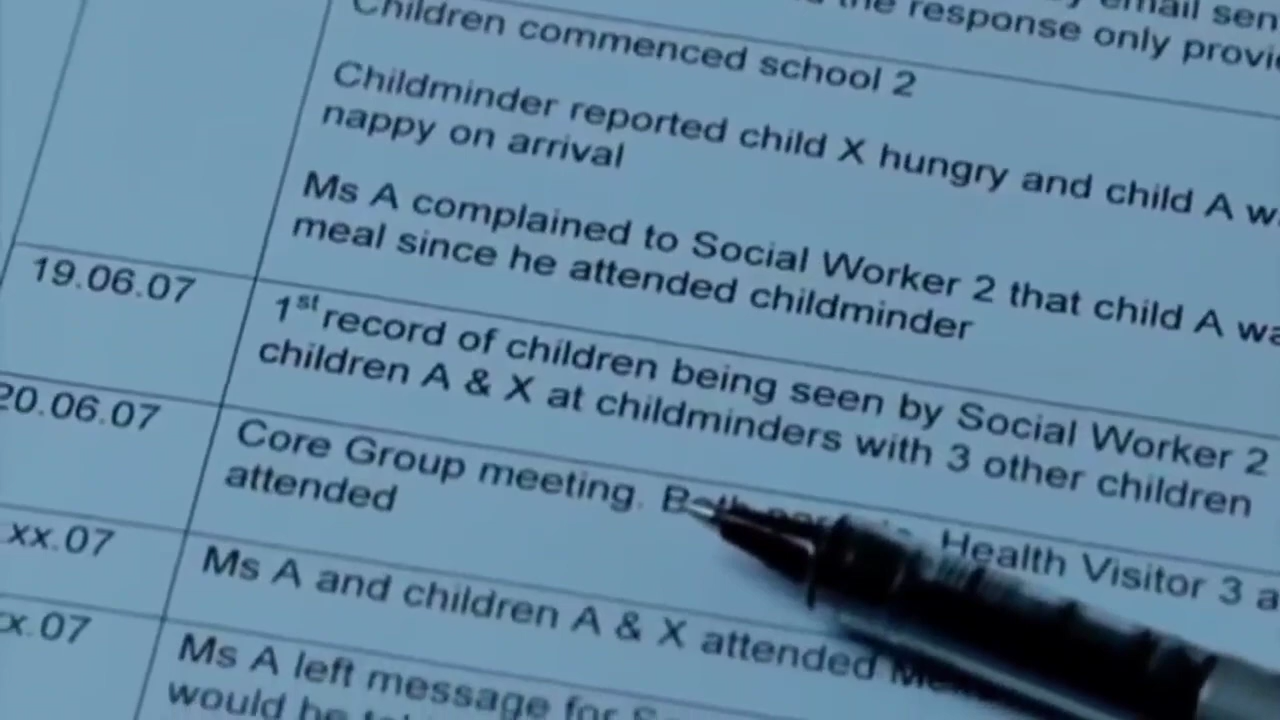 email sen
the response only provi
Children commenced school 2
Childminder reported child X hungry and child A w
nappy on arrival
Ms A complained to Social Worker 2 that child A wa
meal since he attended childminder
19.06.07
1st record of children being seen by Social Worker 2
children A & X at childminders with 3 other children
20.06.07
Core Group meeting. Both Health Visitor 3 a
attended
xx.07
Ms A and children A & X attended
x.07
Ms A left message for S
would be